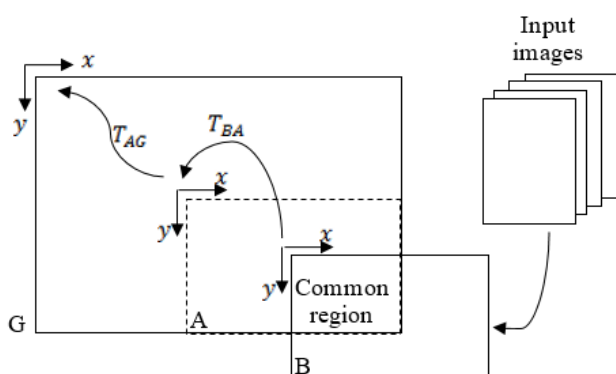 Input
images
x
y
T_AG
T_BA
x
y
x
y
Common
region
G
A
B